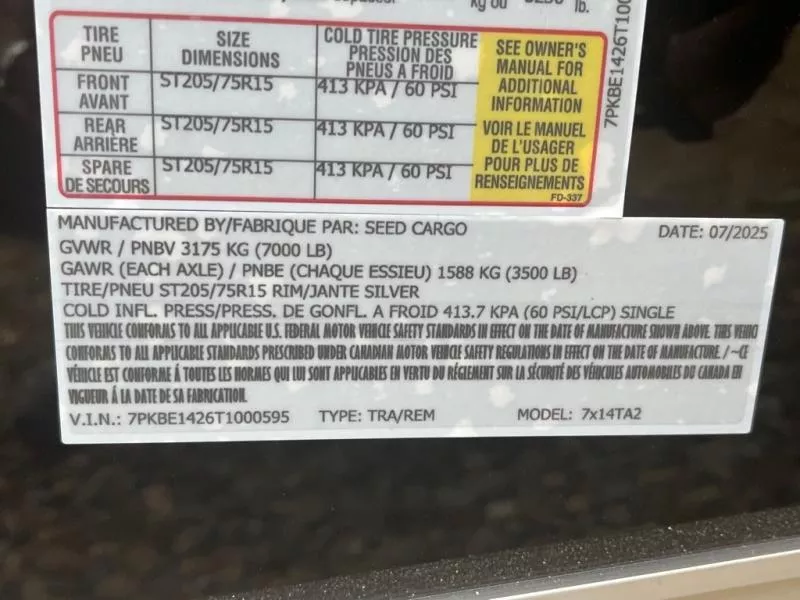 kg ou lb.
TIRE PNEU SIZE DIMENSIONS COLD TIRE PRESSURE PRESSION DES PNEUS A FROID
FRONT AVANT ST205/75R15 413 KPA / 60 PSI
REAR ARRIÈRE ST205/75R15 413 KPA / 60 PSI
SPARE DE SECOURS ST205/75R15 413 KPA / 60 PSI
SEE OWNER'S
MANUAL FOR
ADDITIONAL
INFORMATION
VOIR LE MANUEL
DE L'USAGER
POUR PLUS DE
RENSEIGNEMENTS
FD-337
7PKBE1426T100
MANUFACTURED BY/FABRIQUE PAR: SEED CARGO DATE: 07/2025
GVWR / PNBV 3175 KG (7000 LB)
GAWR (EACH AXLE) / PNBE (CHAQUE ESSIEU) 1588 KG (3500 LB)
TIRE/PNEU ST205/75R15 RIM/JANTE SILVER
COLD INFL. PRESS/PRESS. DE GONFL. A FROID 413.7 KPA (60 PSI/LCP) SINGLE
THIS VEHICLE CONFORMS TO ALL APPLICABLE U.S. FEDERAL MOTOR VEHICLE SAFETY STANDARDS IN EFFECT ON THE DATE OF MANUFACTURE SHOWN ABOVE. THIS VEHIC
CONFORMS TO ALL APPLICABLE STANDARDS PRESCRIBED UNDER CANADIAN MOTOR VEHICLE SAFETY REGULATIONS IN EFFECT ON THE DATE OF MANUFACTURE. / ~CE
VÉHICLE EST CONFORME À TOUTES LES NORMES QUI LUI SONT APPLICABLES EN VERTU DU RÉGLEMENT SUR LA SÉCURITÉ DES VÉHICULES AUTOMOBILES DU CANADA EN
VIGUEUR Á LA DATE DE SA FABRICATION.
V.I.N.: 7PKBE1426T1000595 TYPE: TRA/REM MODEL: 7x14TA2